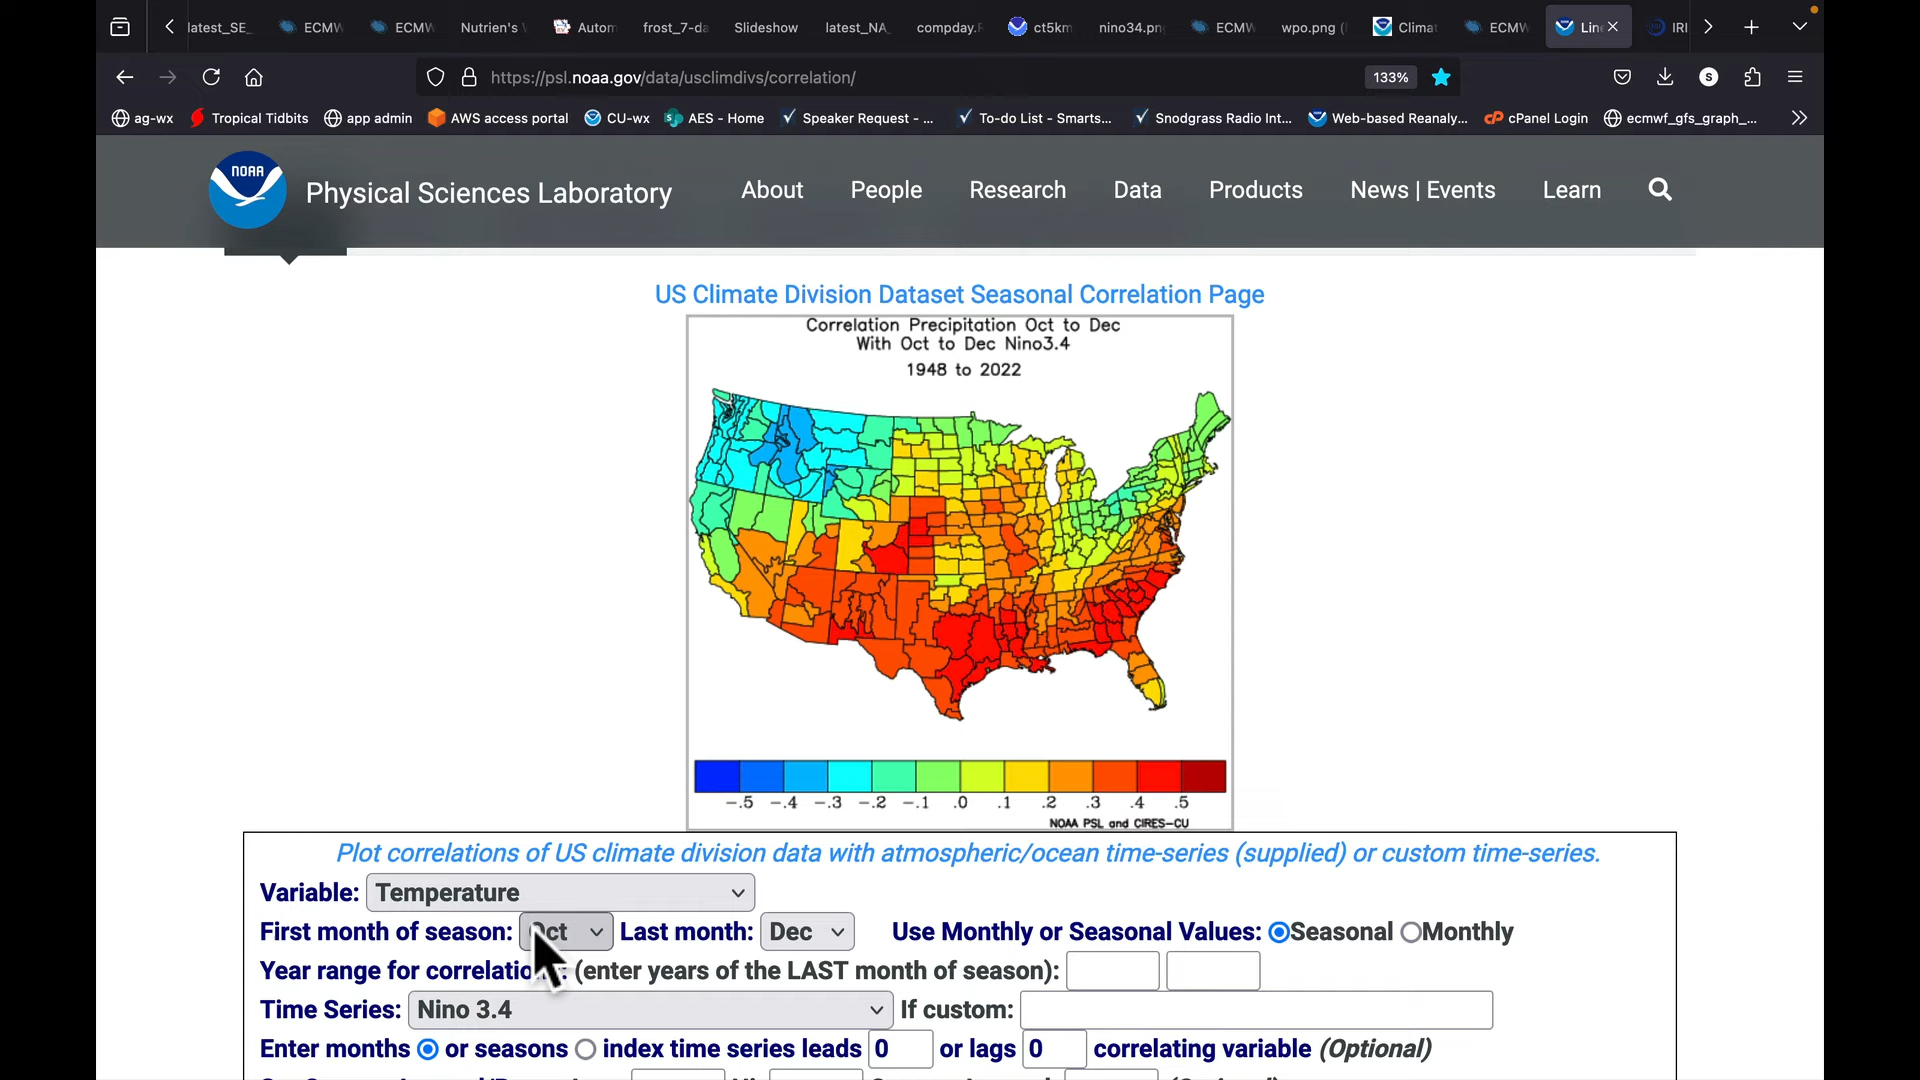 latest_SE_ ECMW ECMW Nutrien's Autom frost_7-da Slideshow latest_NA_ compday. ct5km nino34.pn ECMW wpo.png ( Climat ECMW Lin IRI
https://psl.noaa.gov/data/usclimdivs/correlation/ 133% S
ag-wx Tropical Tidbits app admin AWS access portal CU-wx AES - Home Speaker Request - ... To-do List - Smarts... Snodgrass Radio Int... Web-based Reanaly... cPanel Login ecmwf_gfs_graph_...
NOAA Physical Sciences Laboratory About People Research Data Products News | Events Learn
US Climate Division Dataset Seasonal Correlation Page
Correlation Precipitation Oct to Dec
With Oct to Dec Nino3.4
1948 to 2022
-.5 -.4 -.3 -.2 -.1 .0 .1 .2 .3 .4 .5
NOAA PSL and CIRES-CU
Plot correlations of US climate division data with atmospheric/ocean time-series (supplied) or custom time-series.
Variable: Temperature
First month of season: Oct Last month: Dec Use Monthly or Seasonal Values: Seasonal Monthly
Year range for correlation: (enter years of the LAST month of season):
Time Series: Nino 3.4 If custom:
Enter months or seasons index time series leads 0 or lags 0 correlating variable (Optional)